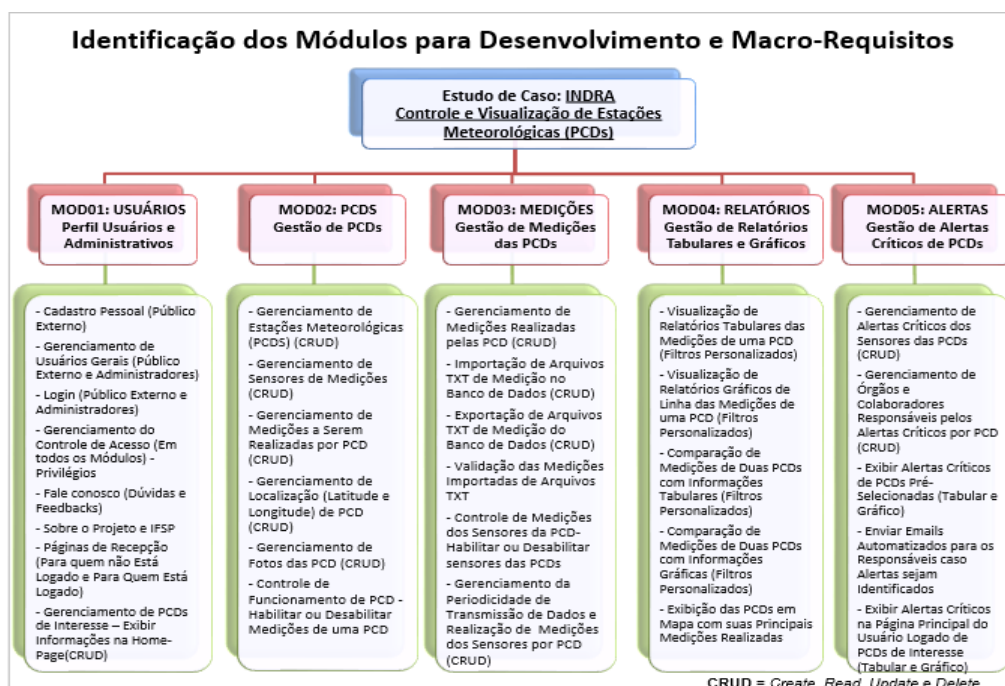 Identificação dos Módulos para Desenvolvimento e Macro-Requisitos
Estudo de Caso: INDRA
Controle e Visualização de Estações
Meteorológicas (PCDs)
MOD01: USUÁRIOS
Perfil Usuários e
Administrativos
- Cadastro Pessoal (Público
Externo)
- Gerenciamento de
Usuários Gerais (Público
Externo e Administradores)
- Login (Público Externo e
Administradores)
- Gerenciamento do
Controle de Acesso (Em
todos os Módulos) -
Privilégios
- Fale conosco (Dúvidas e
Feedbacks)
- Sobre o Projeto e IFSP
- Páginas de Recepção
(Para quem não Está
Logado e Para Quem Está
Logado)
- Gerenciamento de PCDs
de Interesse – Exibir
Informações na Home-
Page(CRUD)
MOD02: PCDS
Gestão de PCDs
- Gerenciamento de
Estações Meteorológicas
(PCDS) (CRUD)
- Gerenciamento de
Sensores de Medições
(CRUD)
- Gerenciamento de
Medições a Serem
Realizadas por PCD
(CRUD)
- Gerenciamento de
Localização (Latitude e
Longitude) de PCD
(CRUD)
- Gerenciamento de
Fotos das PCD (CRUD)
- Controle de
Funcionamento de PCD -
Habilitar ou Desabilitar
Medições de uma PCD
MOD03: MEDIÇÕES
Gestão de Medições
das PCDs
- Gerenciamento de
Medições Realizadas
pelas PCD (CRUD)
- Importação de Arquivos
TXT de Medição no
Banco de Dados (CRUD)
- Exportação de Arquivos
TXT de Medição do
Banco de Dados (CRUD)
- Validação das Medições
Importadas de Arquivos
TXT
- Controle de Medições
dos Sensores da PCD-
Habilitar ou Desabilitar
sensores das PCDs
- Gerenciamento da
Periodicidade de
Transmissão de Dados e
Realização de Medições
dos Sensores por PCD
(CRUD)
MOD04: RELATÓRIOS
Gestão de Relatórios
Tabulares e Gráficos
- Visualização de
Relatórios Tabulares das
Medições de uma PCD
(Filtros Personalizados)
- Visualização de
Relatórios Gráficos de
Linha das Medições de
uma PCD (Filtros
Personalizados)
- Comparação de
Medições de Duas PCDs
com Informações
Tabulares (Filtros
Personalizados)
- Comparação de
Medições de Duas PCDs
com Informações
Gráficas (Filtros
Personalizados)
- Exibição das PCDs em
Mapa com suas Principais
Medições Realizadas
MOD05: ALERTAS
Gestão de Alertas
Críticos de PCDs
- Gerenciamento de
Alertas Críticos dos
Sensores das PCDs
(CRUD)
- Gerenciamento de
Órgãos e
Colaboradores
Responsáveis pelos
Alertas Críticos por PCD
(CRUD)
- Exibir Alertas Críticos
de PCDs Pré-
Selecionadas (Tabular e
Gráfico)
- Enviar Emails
Automatizados para os
Responsáveis caso
Alertas sejam
Identificados
- Exibir Alertas Críticos
na Página Principal do
Usuário Logado de
PCDs de Interesse
(Tabular e Gráfico)
CRUD = Create, Read, Update e Delete